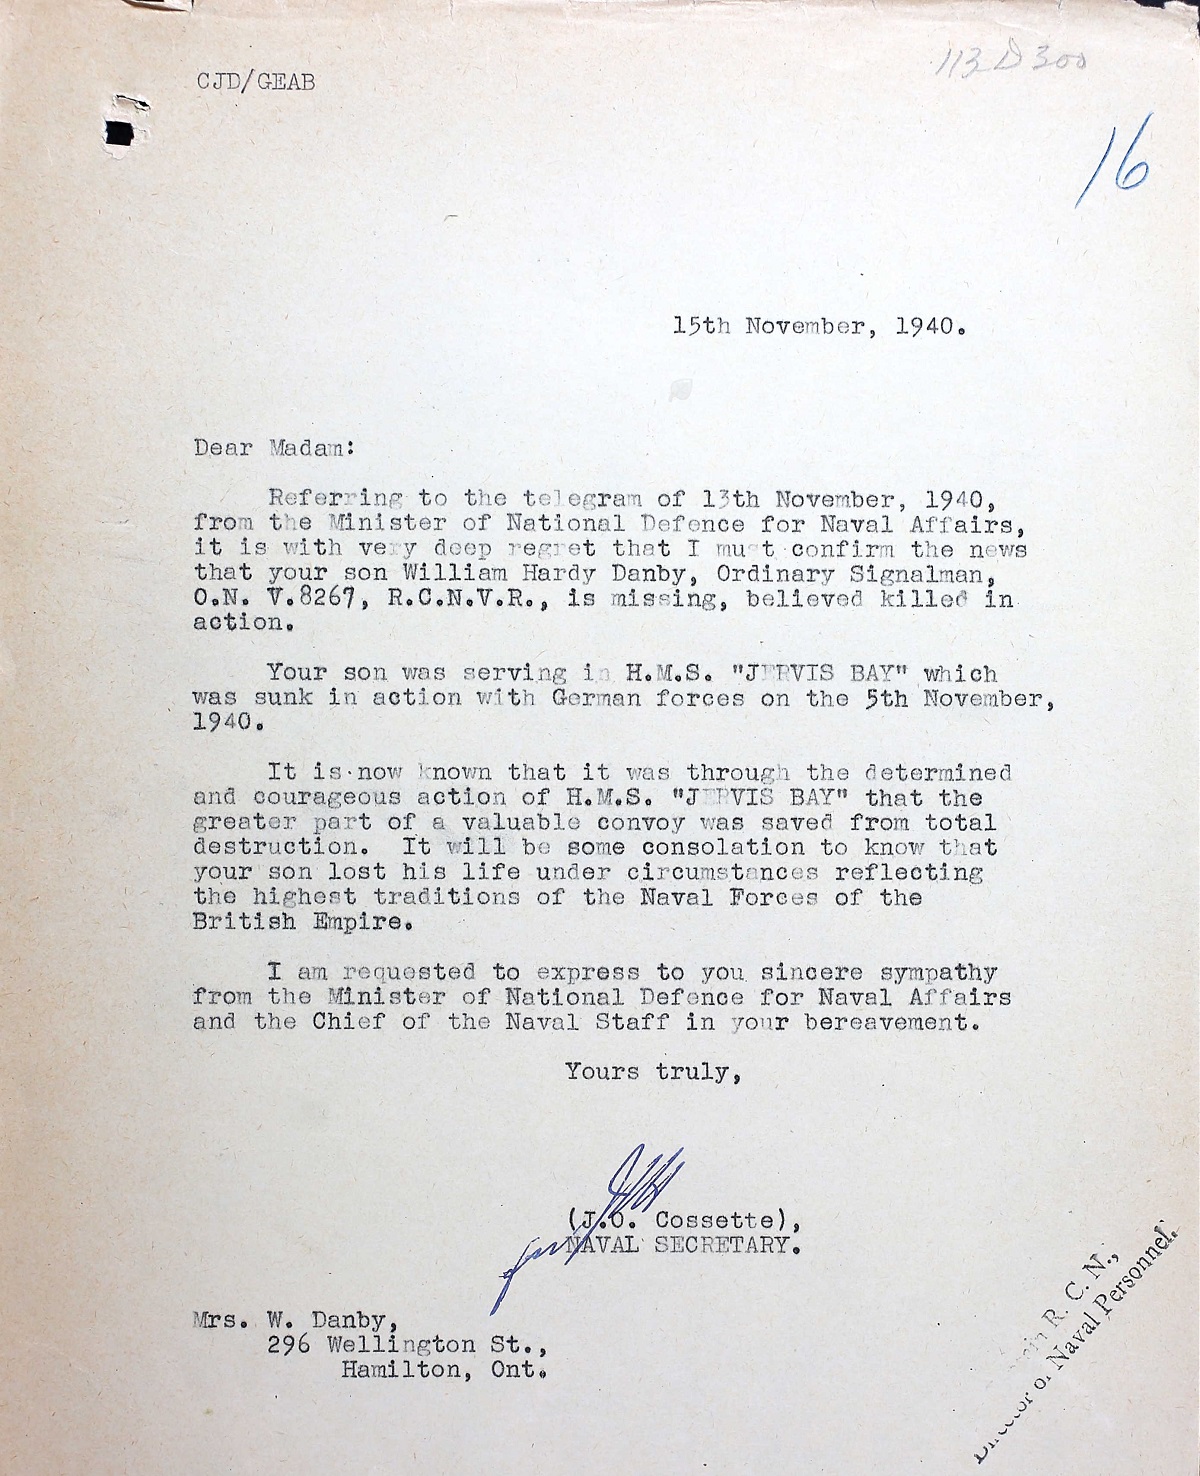 113 D 300
CJD/GEAB
16
15th November, 1940.
Dear Madam:
Referring to the telegram of 13th November, 1940,
from the Minister of National Defence for Naval Affairs,
it is with very deep regret that I must confirm the news
that your son William Hardy Danby, Ordinary Signalman,
O.N. V.8267, R.C.N.V.R., is missing, believed killed in
action.
Your son was serving in H.M.S. "JERVIS BAY" which
was sunk in action with German forces on the 5th November,
1940.
It is now known that it was through the determined
and courageous action of H.M.S. "JERVIS BAY" that the
greater part of a valuable convoy was saved from total
destruction. It will be some consolation to know that
your son lost his life under circumstances reflecting
the highest traditions of the Naval Forces of the
British Empire.
I am requested to express to you sincere sympathy
from the Minister of National Defence for Naval Affairs
and the Chief of the Naval Staff in your bereavement.
Yours truly,
(J.O. Cossette),
NAVAL SECRETARY.
Mrs. W. Danby,
296 Wellington St.,
Hamilton, Ont.
R. C. N.,
Director of Naval Personnel.